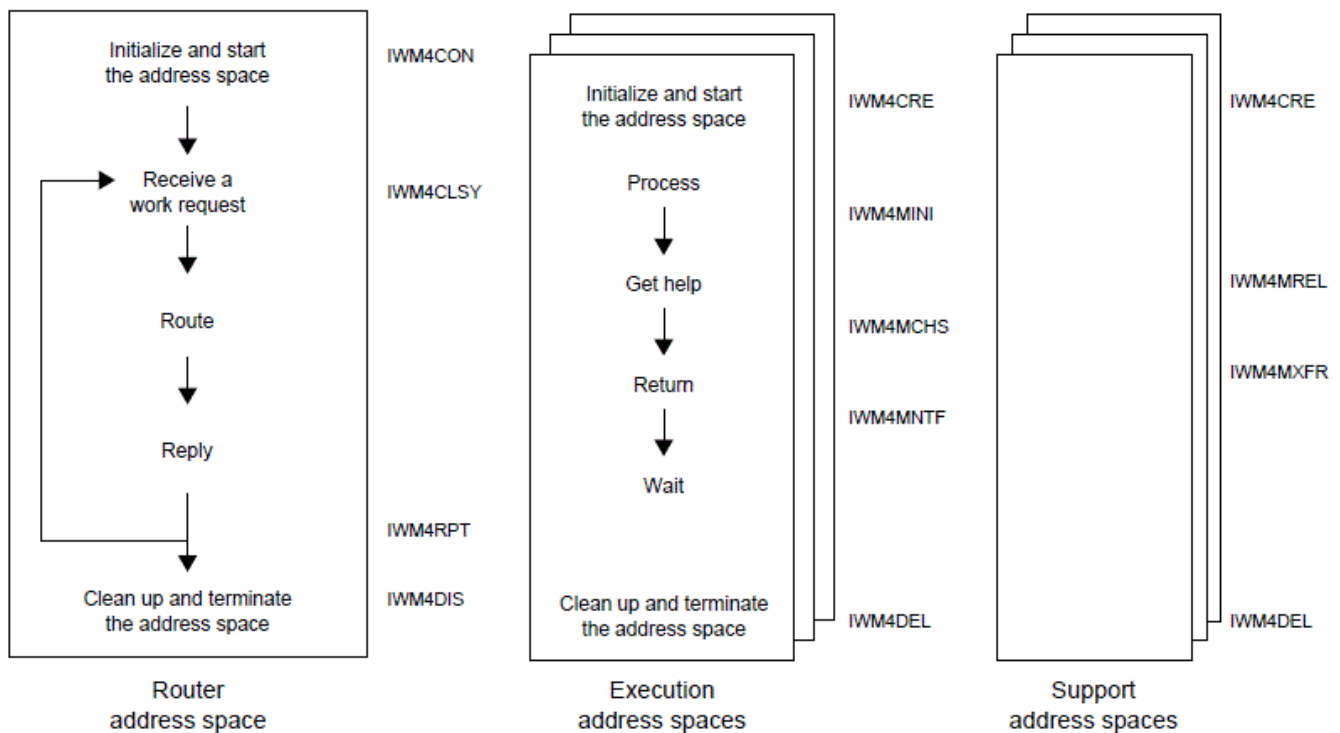 Initialize and start
the address space
IWM4CON
Receive a
work request
IWM4CLSY
Route
Reply
IWM4RPT
Clean up and terminate
the address space
IWM4DIS
Router
address space
Initialize and start
the address space
IWM4CRE
Process
IWM4MINI
Get help
IWM4MCHS
Return
IWM4MNTF
Wait
Clean up and terminate
the address space
IWM4DEL
Execution
address spaces
IWM4CRE
IWM4MREL
IWM4MXFR
IWM4DEL
Support
address spaces